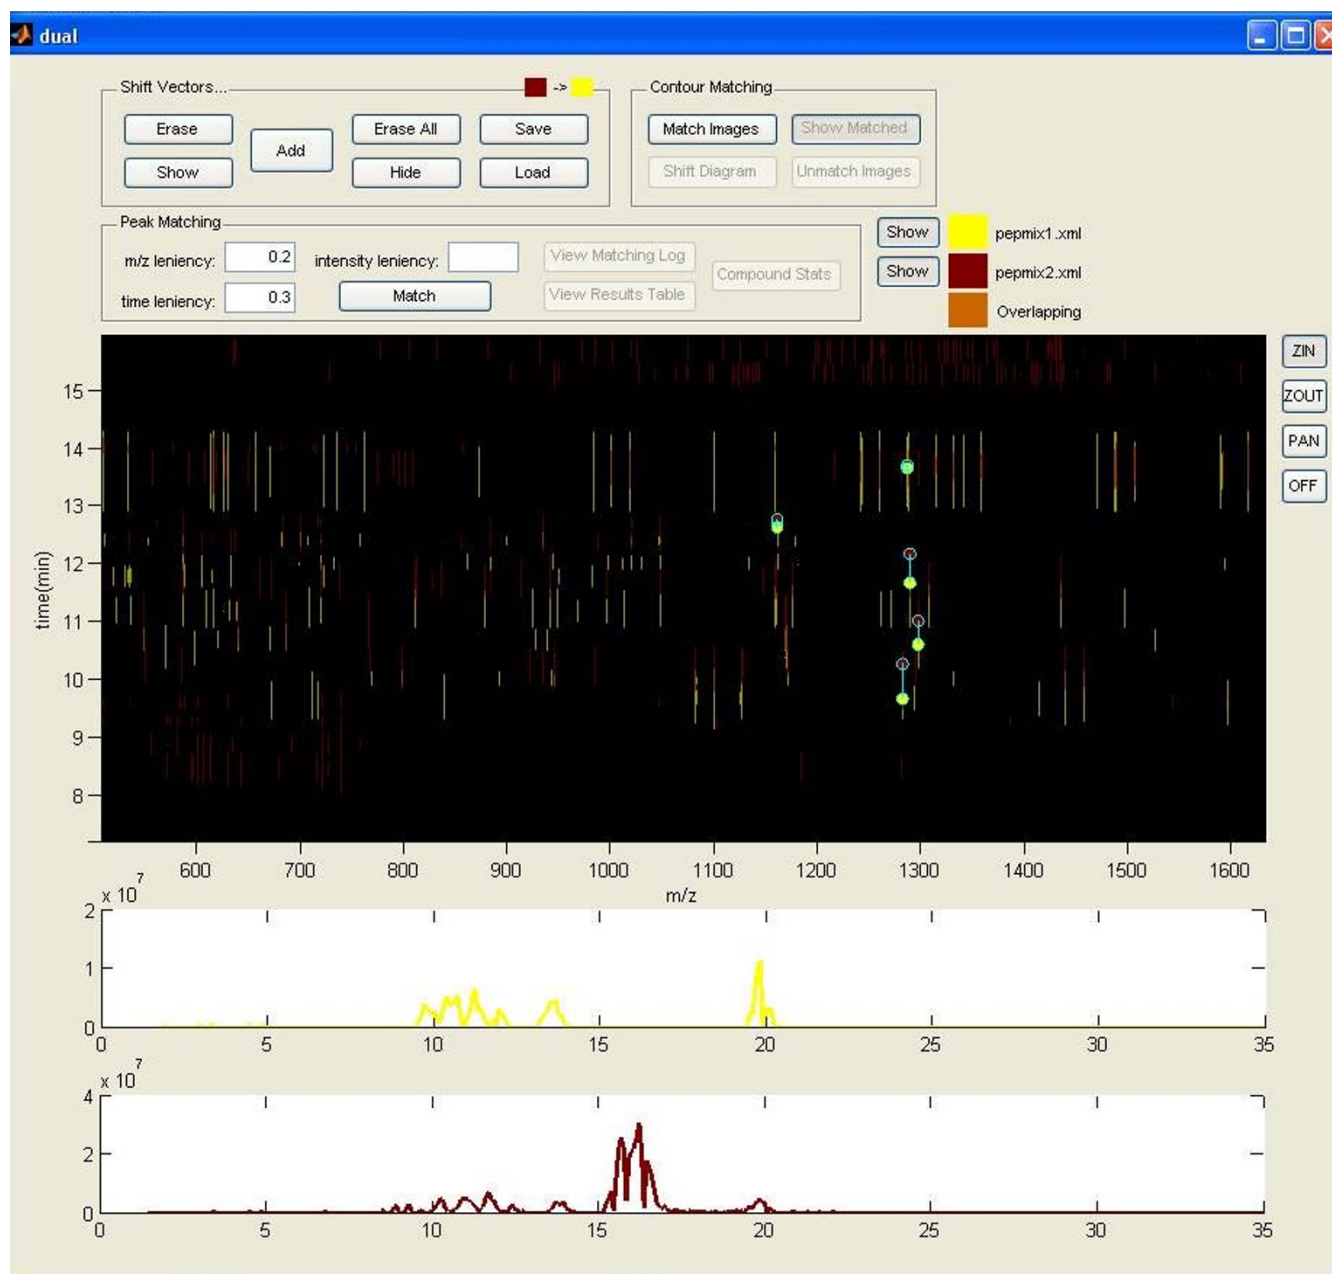 dual
Shift Vectors... ->
Contour Matching
Erase Add Erase All Save
Match Images Show Matched
Show Hide Load
Shift Diagram Unmatch Images
Peak Matching
m/z leniency: 0.2 intensity leniency: View Matching Log Compound Stats
time leniency: 0.3 Match View Results Table
Show pepmix1.xml
Show pepmix2.xml
Overlapping
ZIN
ZOUT
PAN
OFF
time(min)
15
14
13
12
11
10
9
8
600 700 800 900 1000 1100 1200 1300 1400 1500 1600
m/z
x 10^7
2
1
0
0 5 10 15 20 25 30 35
x 10^7
4
2
0
0 5 10 15 20 25 30 35